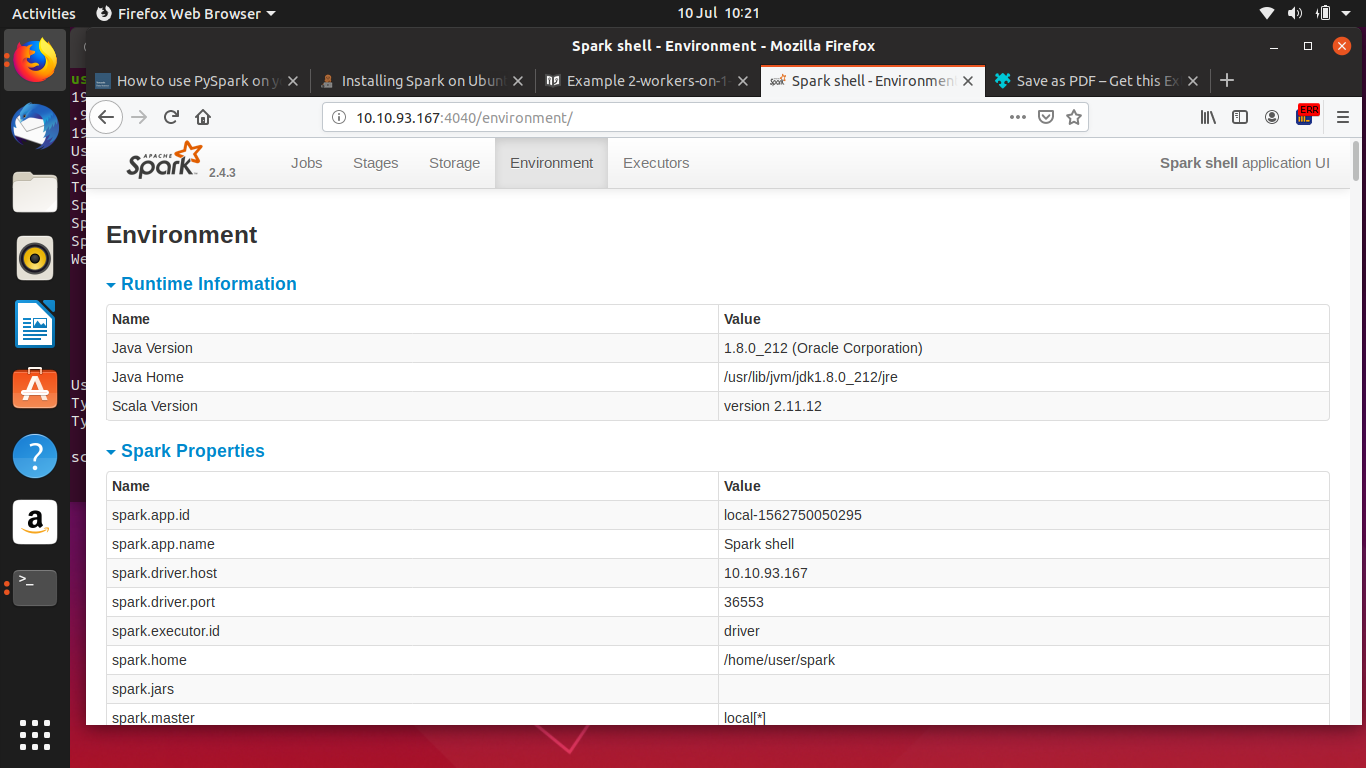 Activities Firefox Web Browser 10 Jul 10:21
Spark shell - Environment - Mozilla Firefox
How to use PySpark on Installing Spark on Example 2-workers-on-1- Spark shell - Environment Save as PDF – Get this
10.10.93.167:4040/environment/ ERR
APACHE
Spark 2.4.3 Jobs Stages Storage Environment Executors Spark shell application UI
Environment
Runtime Information
Name Value
Java Version 1.8.0_212 (Oracle Corporation)
Java Home /usr/lib/jvm/jdk1.8.0_212/jre
Scala Version version 2.11.12
Spark Properties
Name Value
spark.app.id local-1562750050295
spark.app.name Spark shell
spark.driver.host 10.10.93.167
spark.driver.port 36553
spark.executor.id driver
spark.home /home/user/spark
spark.jars
spark.master local[*]